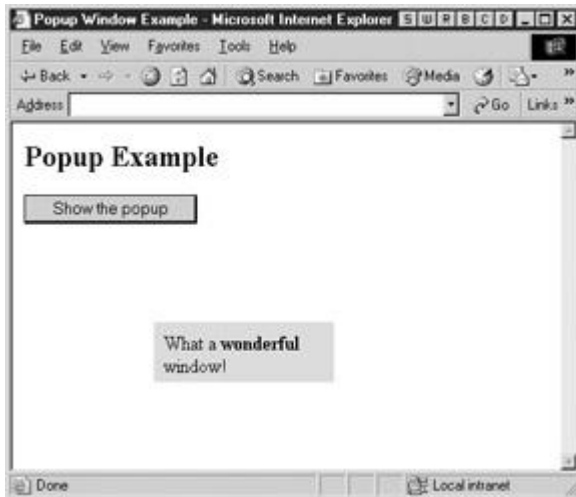 Popup Window Example - Microsoft Internet Explorer S W P B C D
File Edit View Favorites Tools Help
Back Search Favorites Media »
Address Go Links »
Popup Example
Show the popup
What a wonderful
window!
Done Local intranet